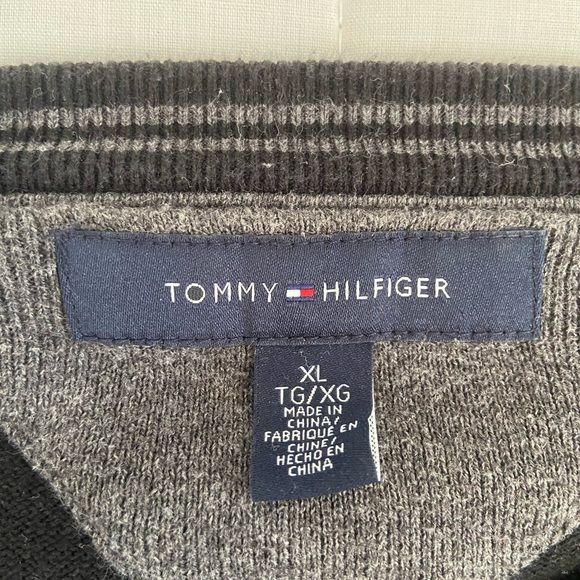 TOMMY HILFIGER
XL
TG/XG
MADE IN
CHINA/
FABRIQUÉ EN
CHINE/
HECHO EN
CHINA